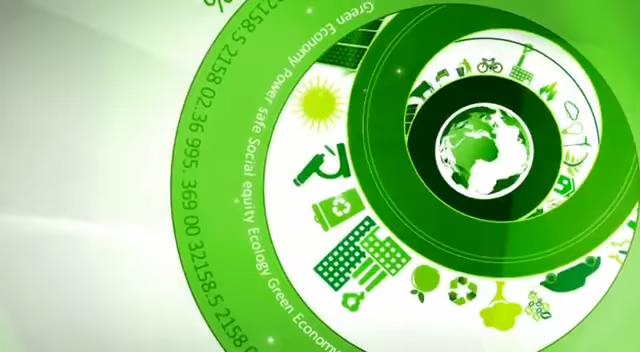 %
2158.5 2158 02.36 995. 369 00 32158.5 2158 0
Green Economy Power safe Social equity Ecology Green Economy